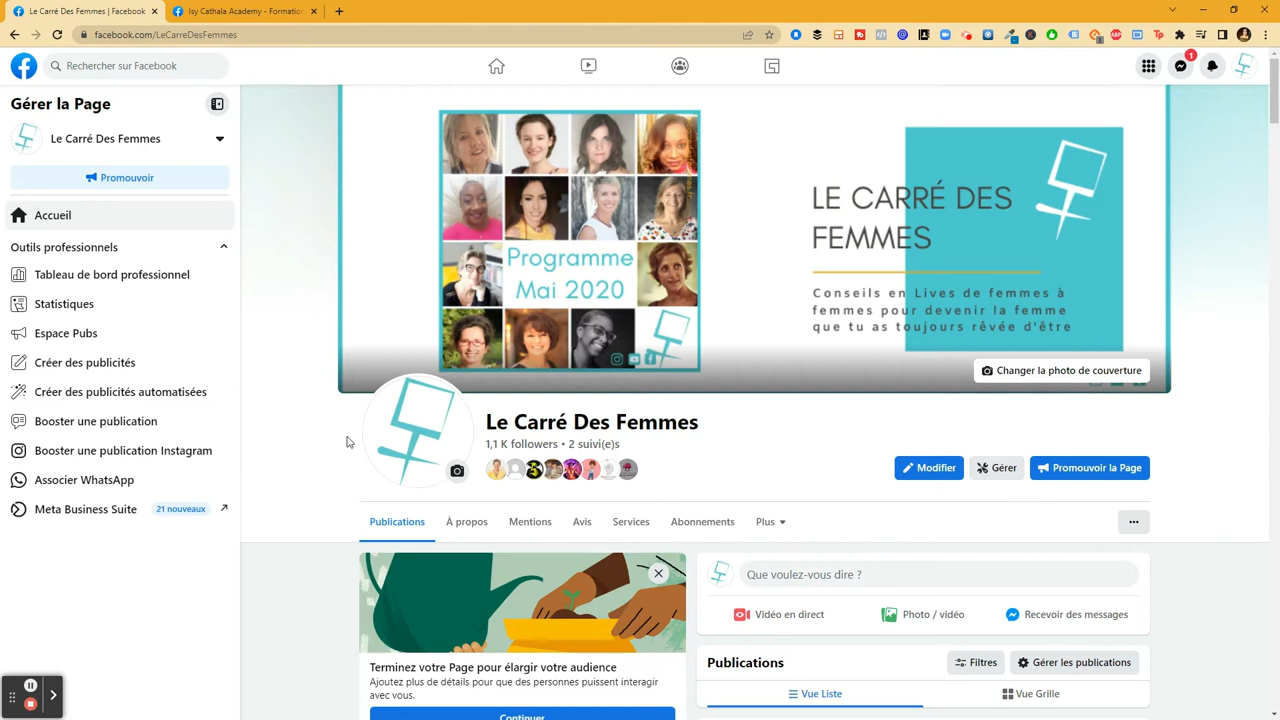 Le Carré Des Femmes | Facebook
Isy Cathala Academy - Formation
facebook.com/LeCarreDesFemmes
Rechercher sur Facebook
1
Gérer la Page
Le Carré Des Femmes
Promouvoir
Accueil
Outils professionnels
Tableau de bord professionnel
Statistiques
Espace Pubs
Créer des publicités
Créer des publicités automatisées
Booster une publication
Booster une publication Instagram
Associer WhatsApp
Meta Business Suite
21 nouveaux
Programme
Mai 2020
LE CARRÉ DES
FEMMES
Conseils en Lives de femmes à
femmes pour devenir la femme
que tu as toujours rêvée d'être
Changer la photo de couverture
Le Carré Des Femmes
1,1 K followers • 2 suivi(e)s
Modifier
Gérer
Promouvoir la Page
Publications
À propos
Mentions
Avis
Services
Abonnements
Plus
Terminez votre Page pour élargir votre audience
Ajoutez plus de détails pour que des personnes puissent interagir
avec vous.
Continuer
Que voulez-vous dire ?
Vidéo en direct
Photo / vidéo
Recevoir des messages
Publications
Filtres
Gérer les publications
Vue Liste
Vue Grille